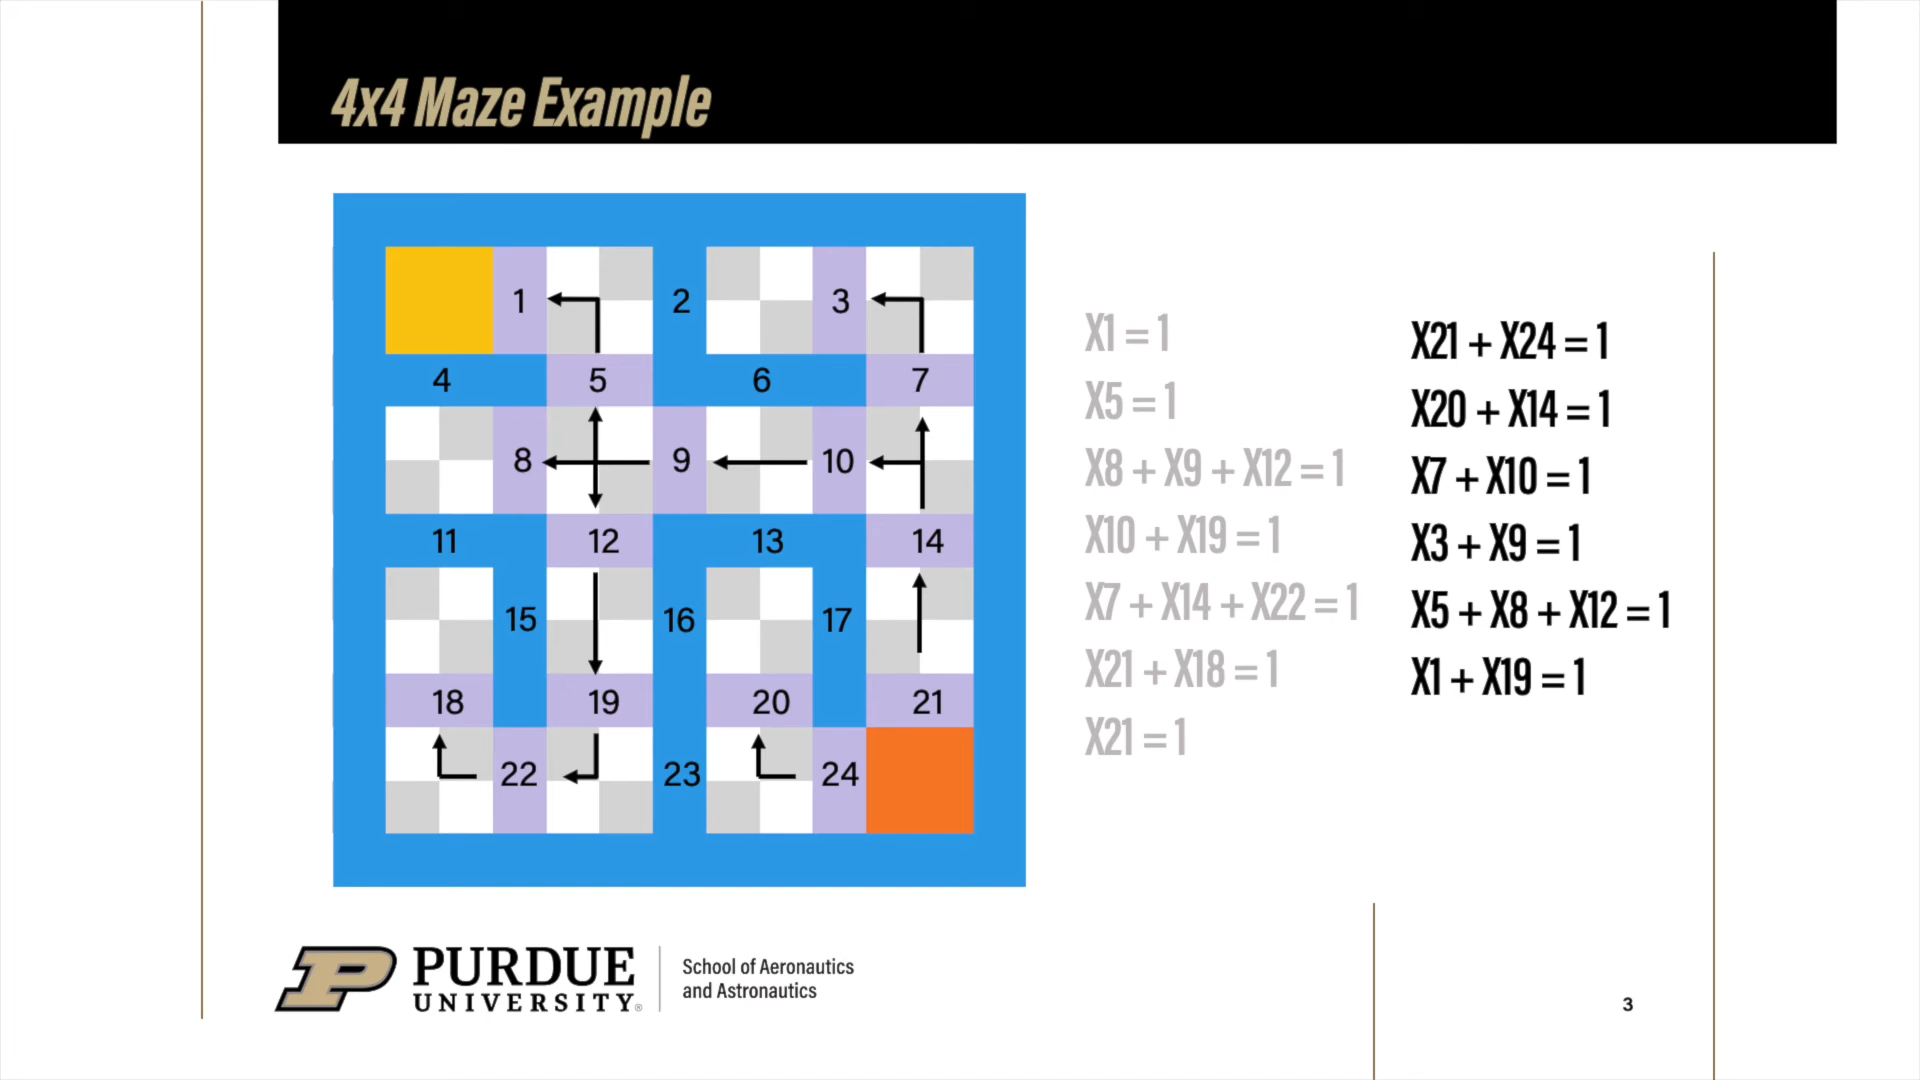 4x4 Maze Example
1 2 3
4 5 6 7
8 9 10
11 12 13 14
15 16 17
18 19 20 21
22 23 24
X1 = 1
X5 = 1
X8 + X9 + X12 = 1
X10 + X19 = 1
X7 + X14 + X22 = 1
X21 + X18 = 1
X21 = 1
X21 + X24 = 1
X20 + X14 = 1
X7 + X10 = 1
X3 + X9 = 1
X5 + X8 + X12 = 1
X1 + X19 = 1
P
PURDUE
UNIVERSITY®
School of Aeronautics
and Astronautics
3